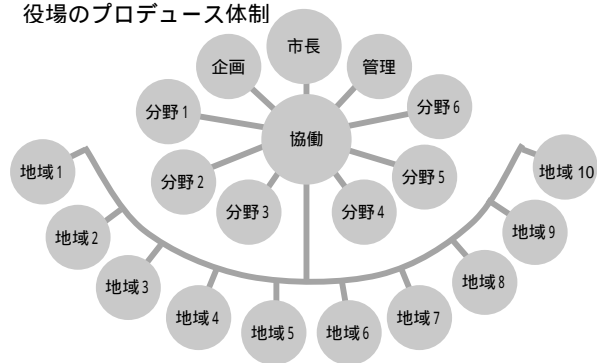 役場のプロデュース体制
市長
企画
管理
分野1
分野6
協働
分野2
分野5
分野3
分野4
地域1
地域10
地域2
地域9
地域3
地域8
地域4
地域7
地域5
地域6